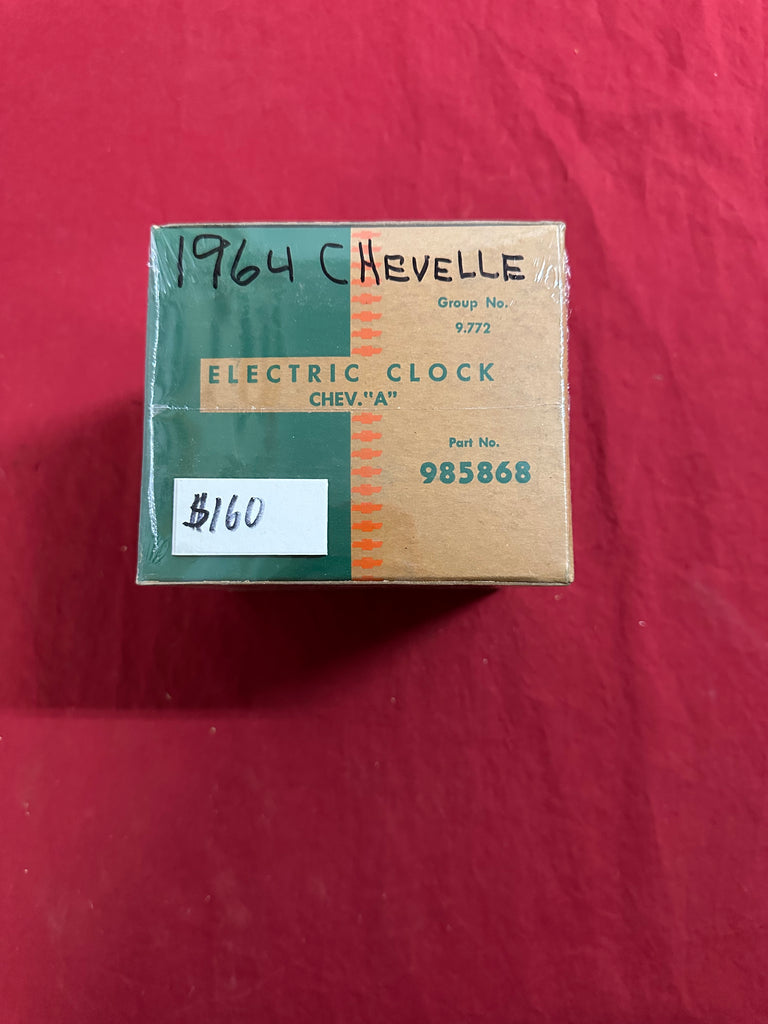 1964 CHEVELLE
Group No.
9.772
ELECTRIC CLOCK
CHEV."A"
Part No.
985868
$160